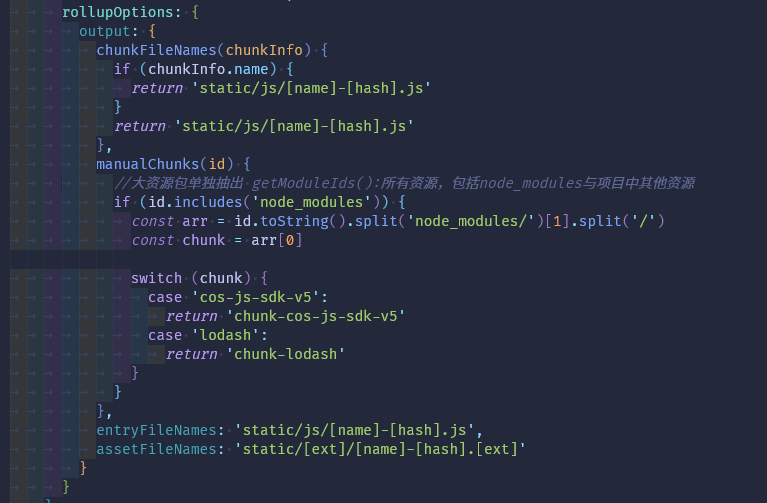 rollupOptions: {
output: {
chunkFileNames(chunkInfo) {
if (chunkInfo.name) {
return 'static/js/[name]-[hash].js'
}
return 'static/js/[name]-[hash].js'
},
manualChunks(id) {
//大资源包单独抽出 getModuleIds():所有资源，包括node_modules与项目中其他资源
if (id.includes('node_modules')) {
const arr = id.toString().split('node_modules/')[1].split('/')
const chunk = arr[0]
switch (chunk) {
case 'cos-js-sdk-v5':
return 'chunk-cos-js-sdk-v5'
case 'lodash':
return 'chunk-lodash'
}
}
},
entryFileNames: 'static/js/[name]-[hash].js',
assetFileNames: 'static/[ext]/[name]-[hash].[ext]'
}
}